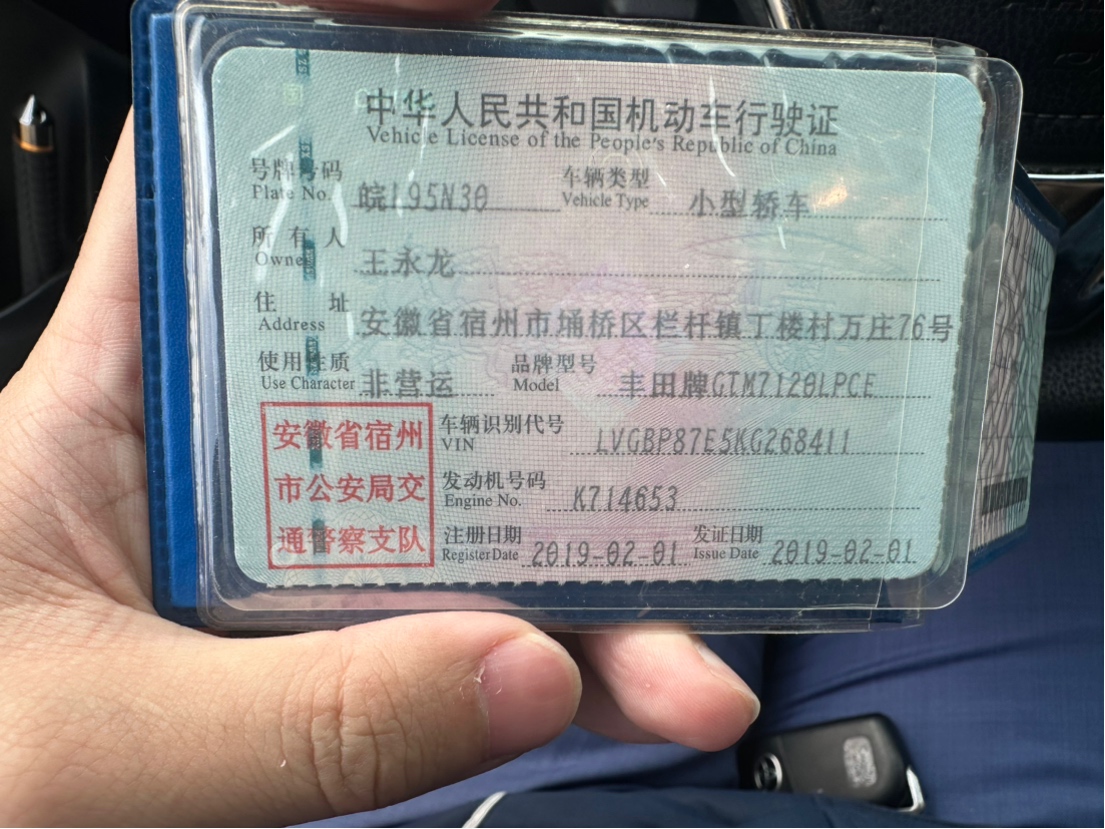 中华人民共和国机动车行驶证
Vehicle License of the People's Republic of China
号牌号码 皖L95N30 车辆类型 小型轿车
Plate No. Vehicle Type
所有人 王永龙
Owner
住址 安徽省宿州市埇桥区栏杆镇丁楼村万庄76号
Address
使用性质 非营运 品牌型号 丰田牌GTM7120LPCE
Use Character Model
安徽省宿州
市公安局交
通警察支队
车辆识别代号 LVGBP87E5KG268411
VIN
发动机号码 K714653
Engine No.
注册日期 2019-02-01 发证日期 2019-02-01
Register Date Issue Date